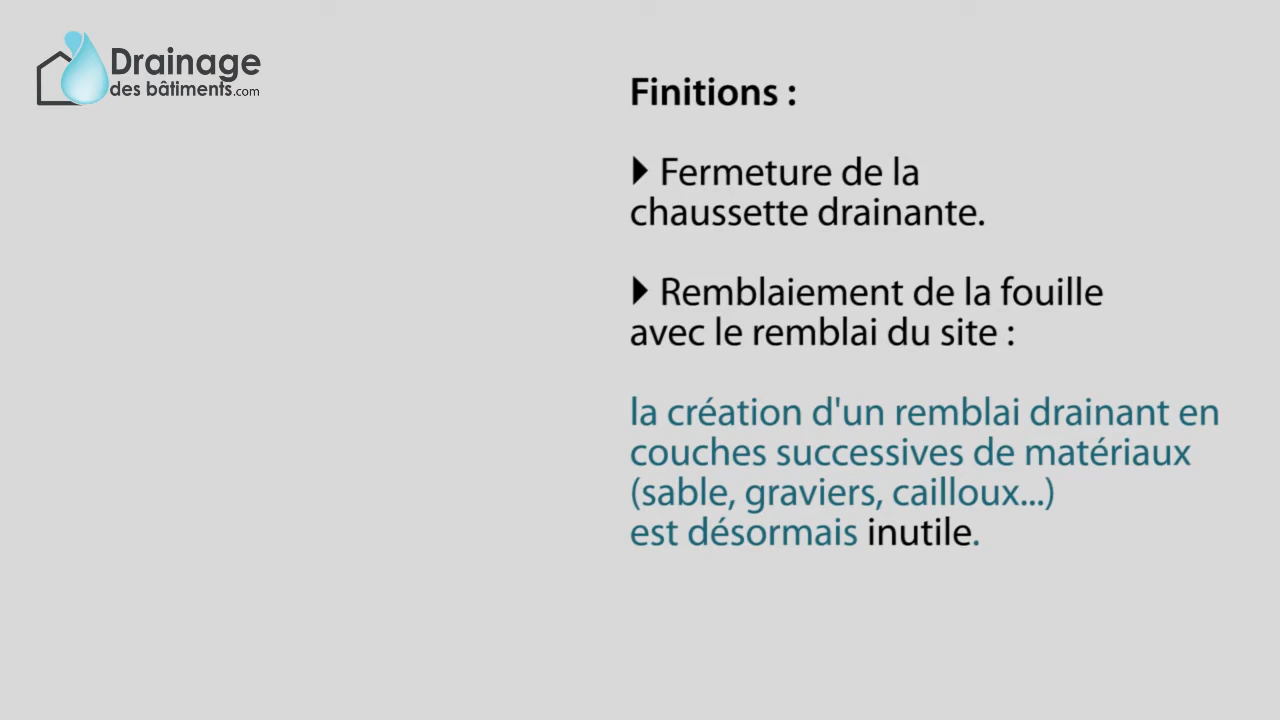 Drainage
des bâtiments.com
Finitions :
Fermeture de la
chaussette drainante.
Remblaiement de la fouille
avec le remblai du site :
la création d'un remblai drainant en
couches successives de matériaux
(sable, graviers, cailloux...)
est désormais inutile.